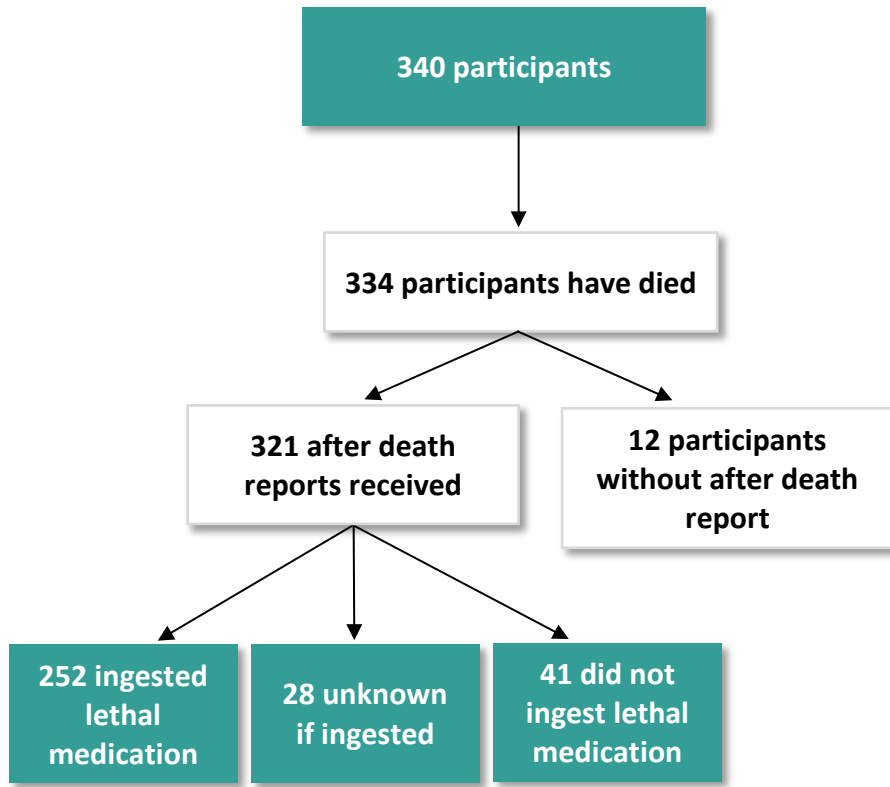 340 participants
334 participants have died
321 after death
reports received
12 participants
without after death
report
252 ingested
lethal
medication
28 unknown
if ingested
41 did not
ingest lethal
medication